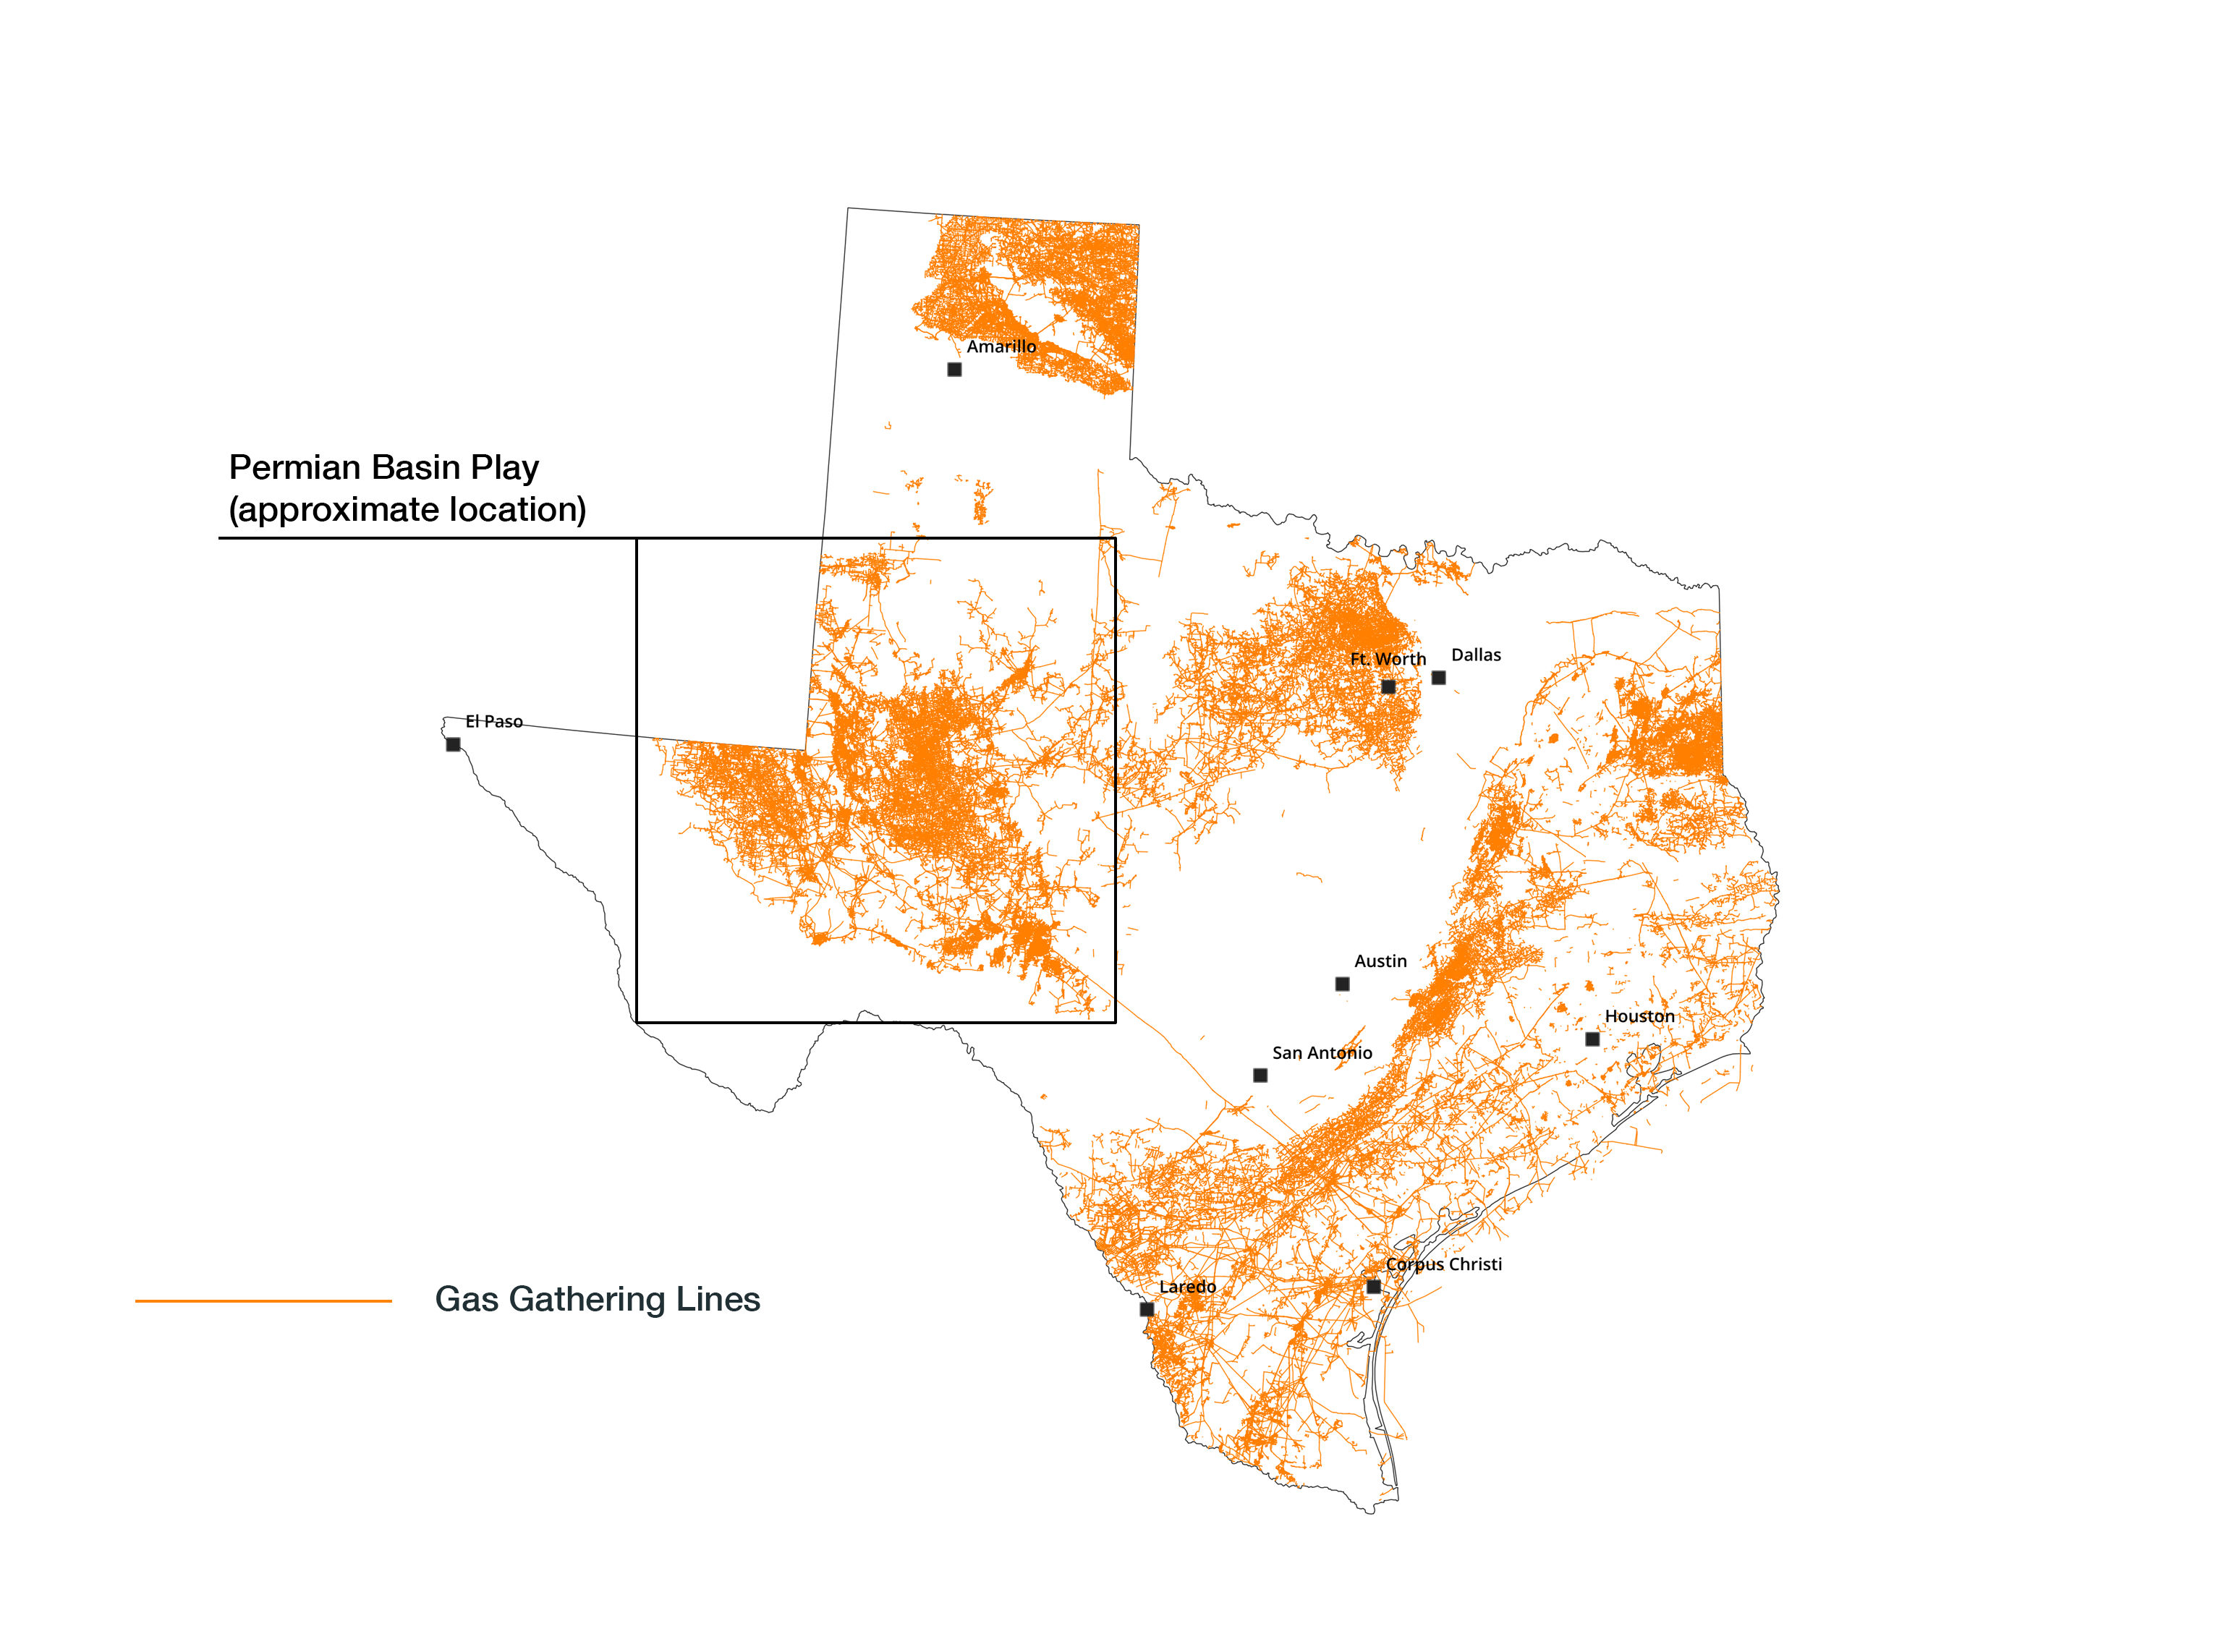 Amarillo
Permian Basin Play
(approximate location)
Dallas
Ft. Worth
El Paso
Austin
Houston
San Antonio
Corpus Christi
Laredo
Gas Gathering Lines